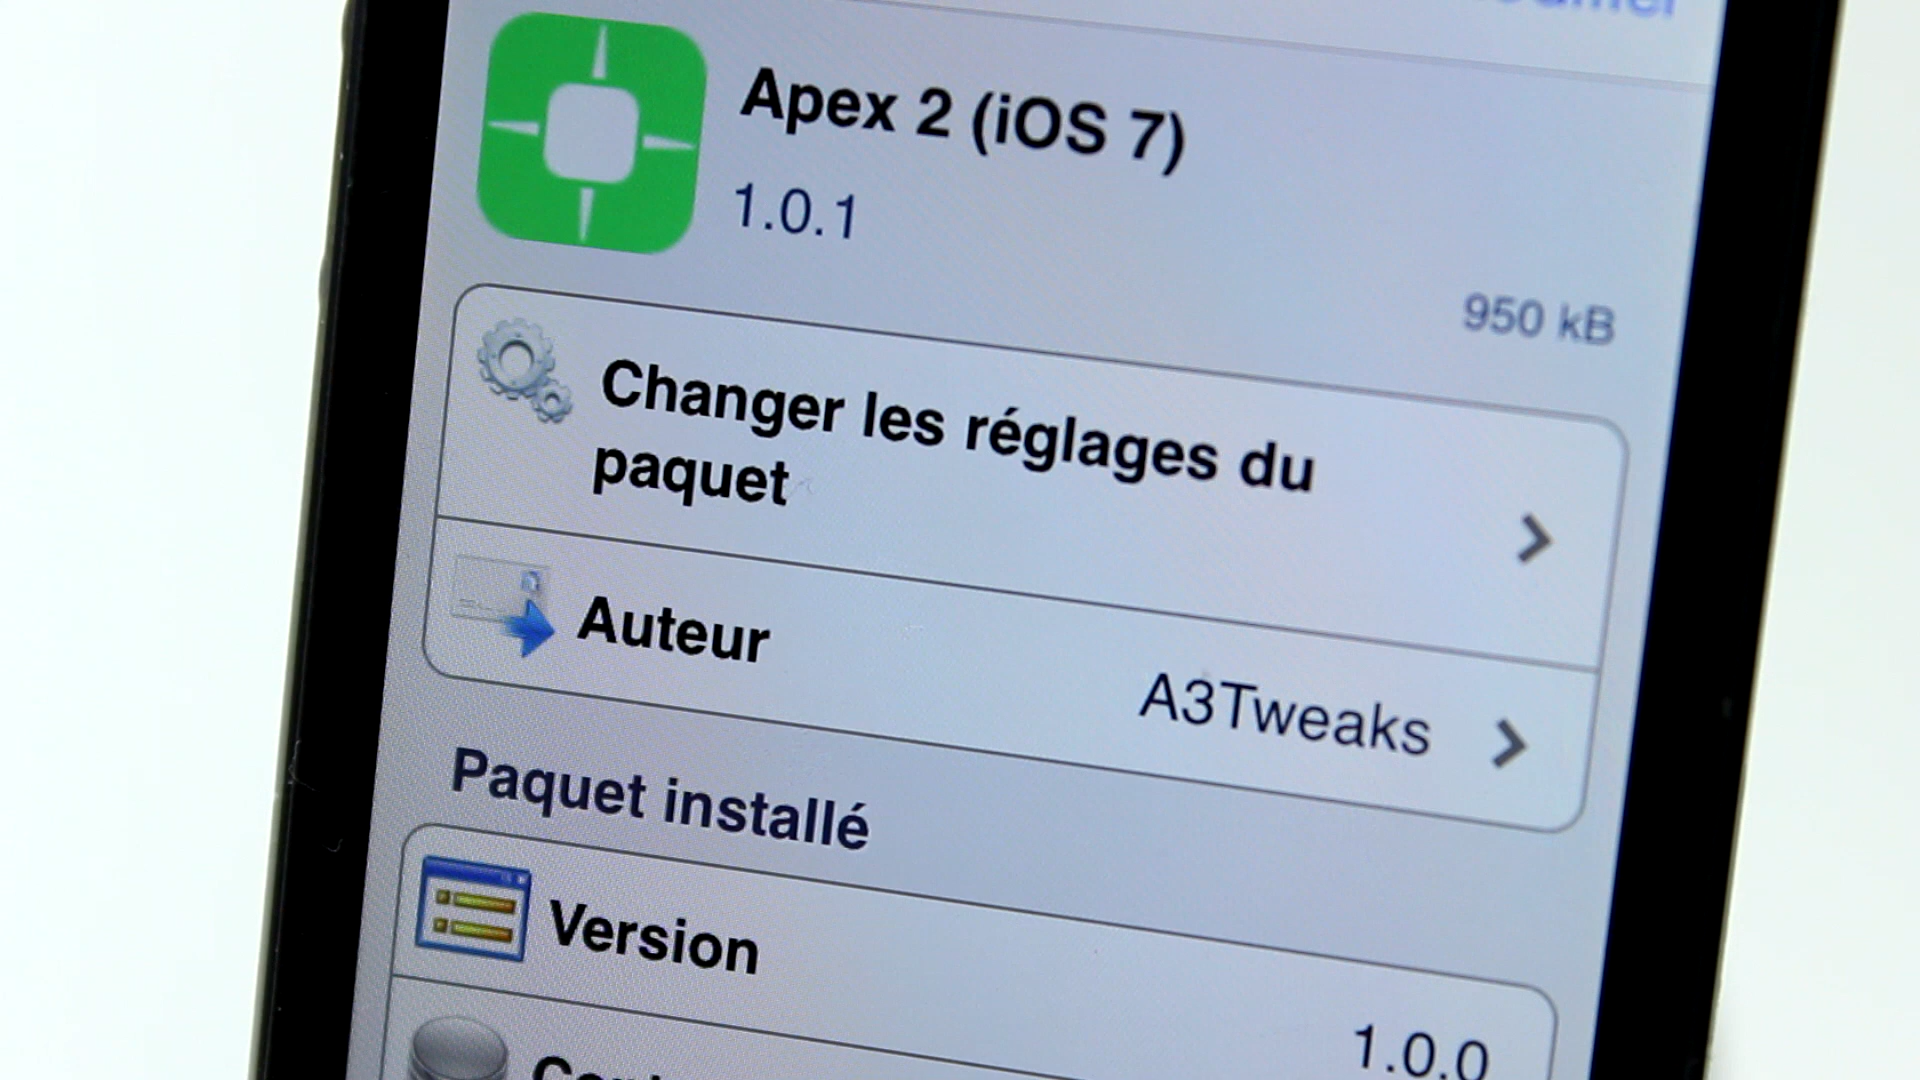 Apex 2 (iOS 7)
1.0.1
950 kB
Changer les réglages du
paquet
Auteur
A3Tweaks
Paquet installé
Version
1.0.0